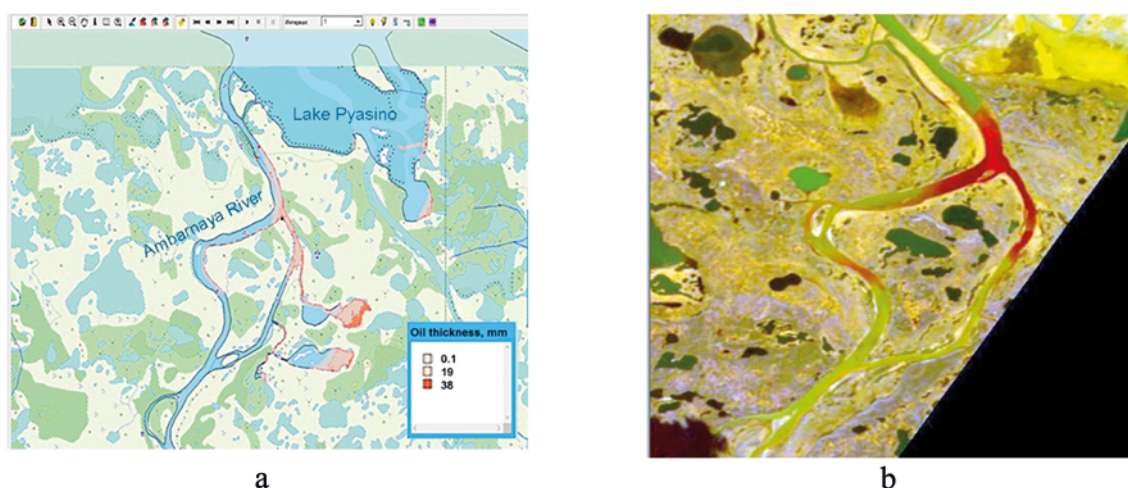 Lake Pyasino
Ambarnaya River
Oil thickness, mm
0.1
19
38
a
b